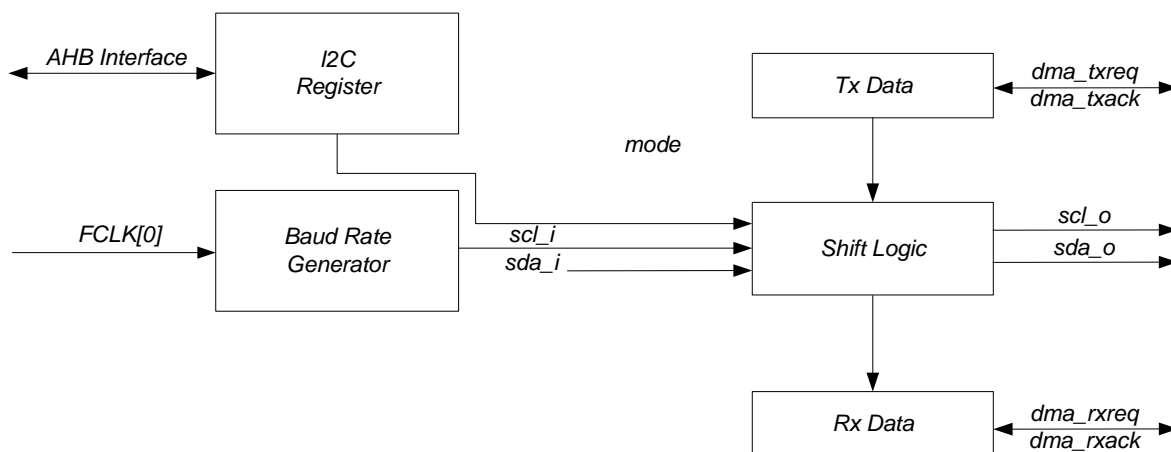 AHB Interface
I2C
Register
Tx Data
dma_txreq
dma_txack
mode
FCLK[0]
Baud Rate
Generator
scl_i
sda_i
Shift Logic
scl_o
sda_o
Rx Data
dma_rxreq
dma_rxack